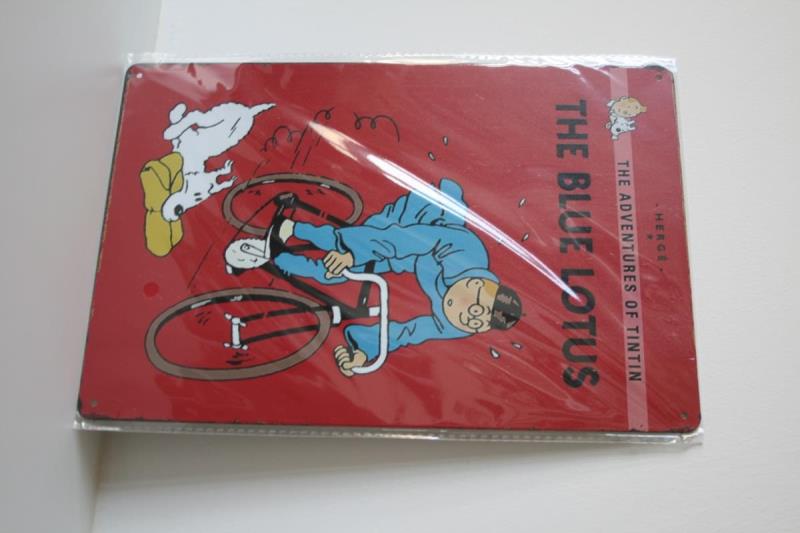 · HERGÉ ·
THE ADVENTURES OF TINTIN
THE BLUE LOTUS